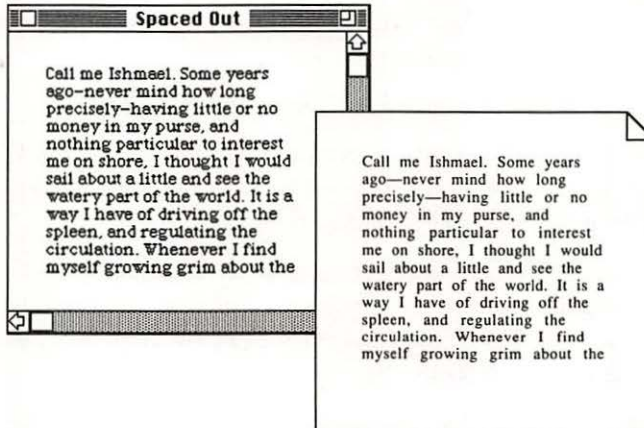 Spaced Out
Call me Ishmael. Some years
ago–never mind how long
precisely–having little or no
money in my purse, and
nothing particular to interest
me on shore, I thought I would
sail about a little and see the
watery part of the world. It is a
way I have of driving off the
spleen, and regulating the
circulation. Whenever I find
myself growing grim about the
Call me Ishmael. Some years
ago—never mind how long
precisely—having little or no
money in my purse, and
nothing particular to interest
me on shore, I thought I would
sail about a little and see the
watery part of the world. It is a
way I have of driving off the
spleen, and regulating the
circulation. Whenever I find
myself growing grim about the